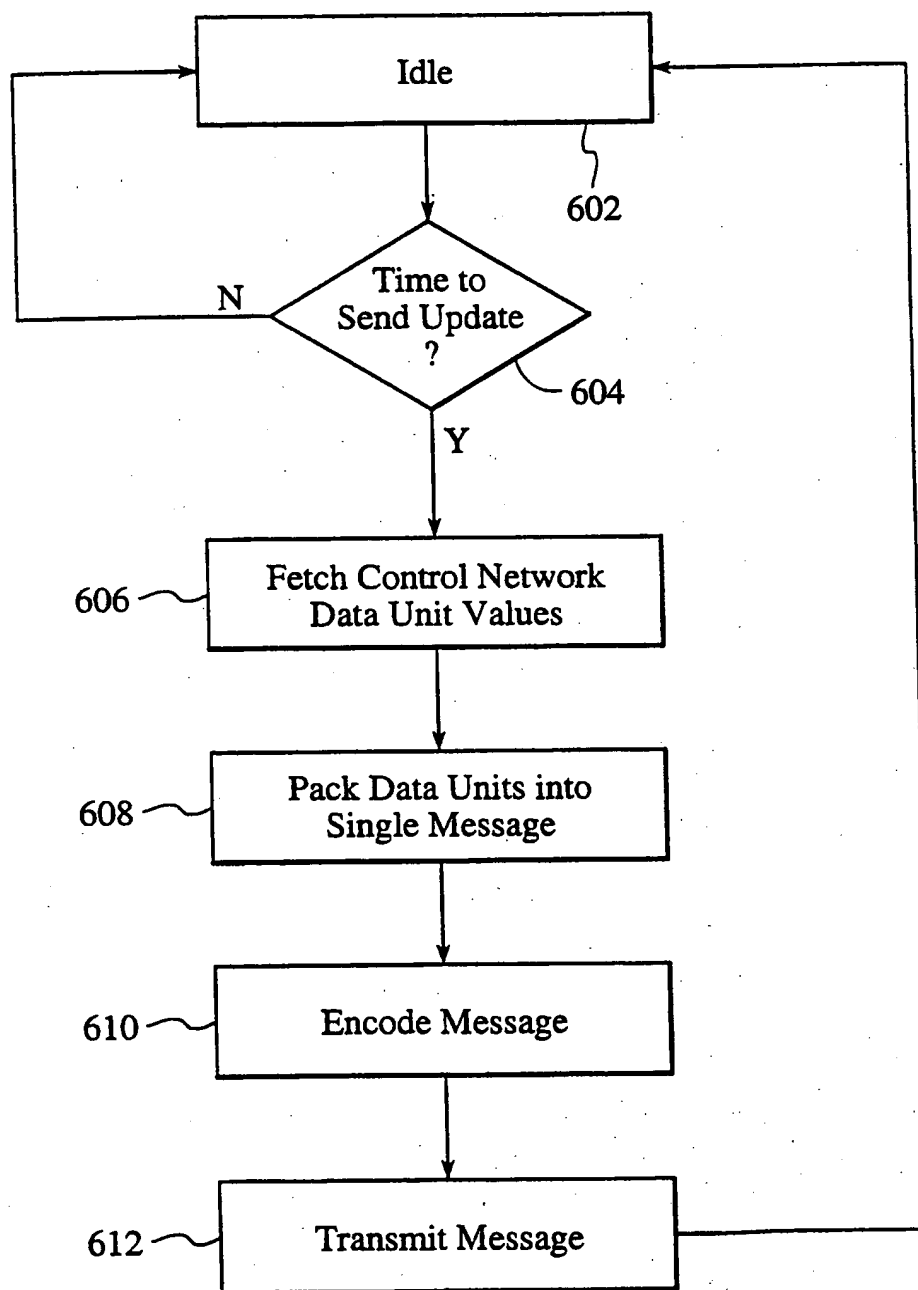 Idle
602
Time to
Send Update
?
N
604
Y
Fetch Control Network
Data Unit Values
606
Pack Data Units into
Single Message
608
Encode Message
610
Transmit Message
612